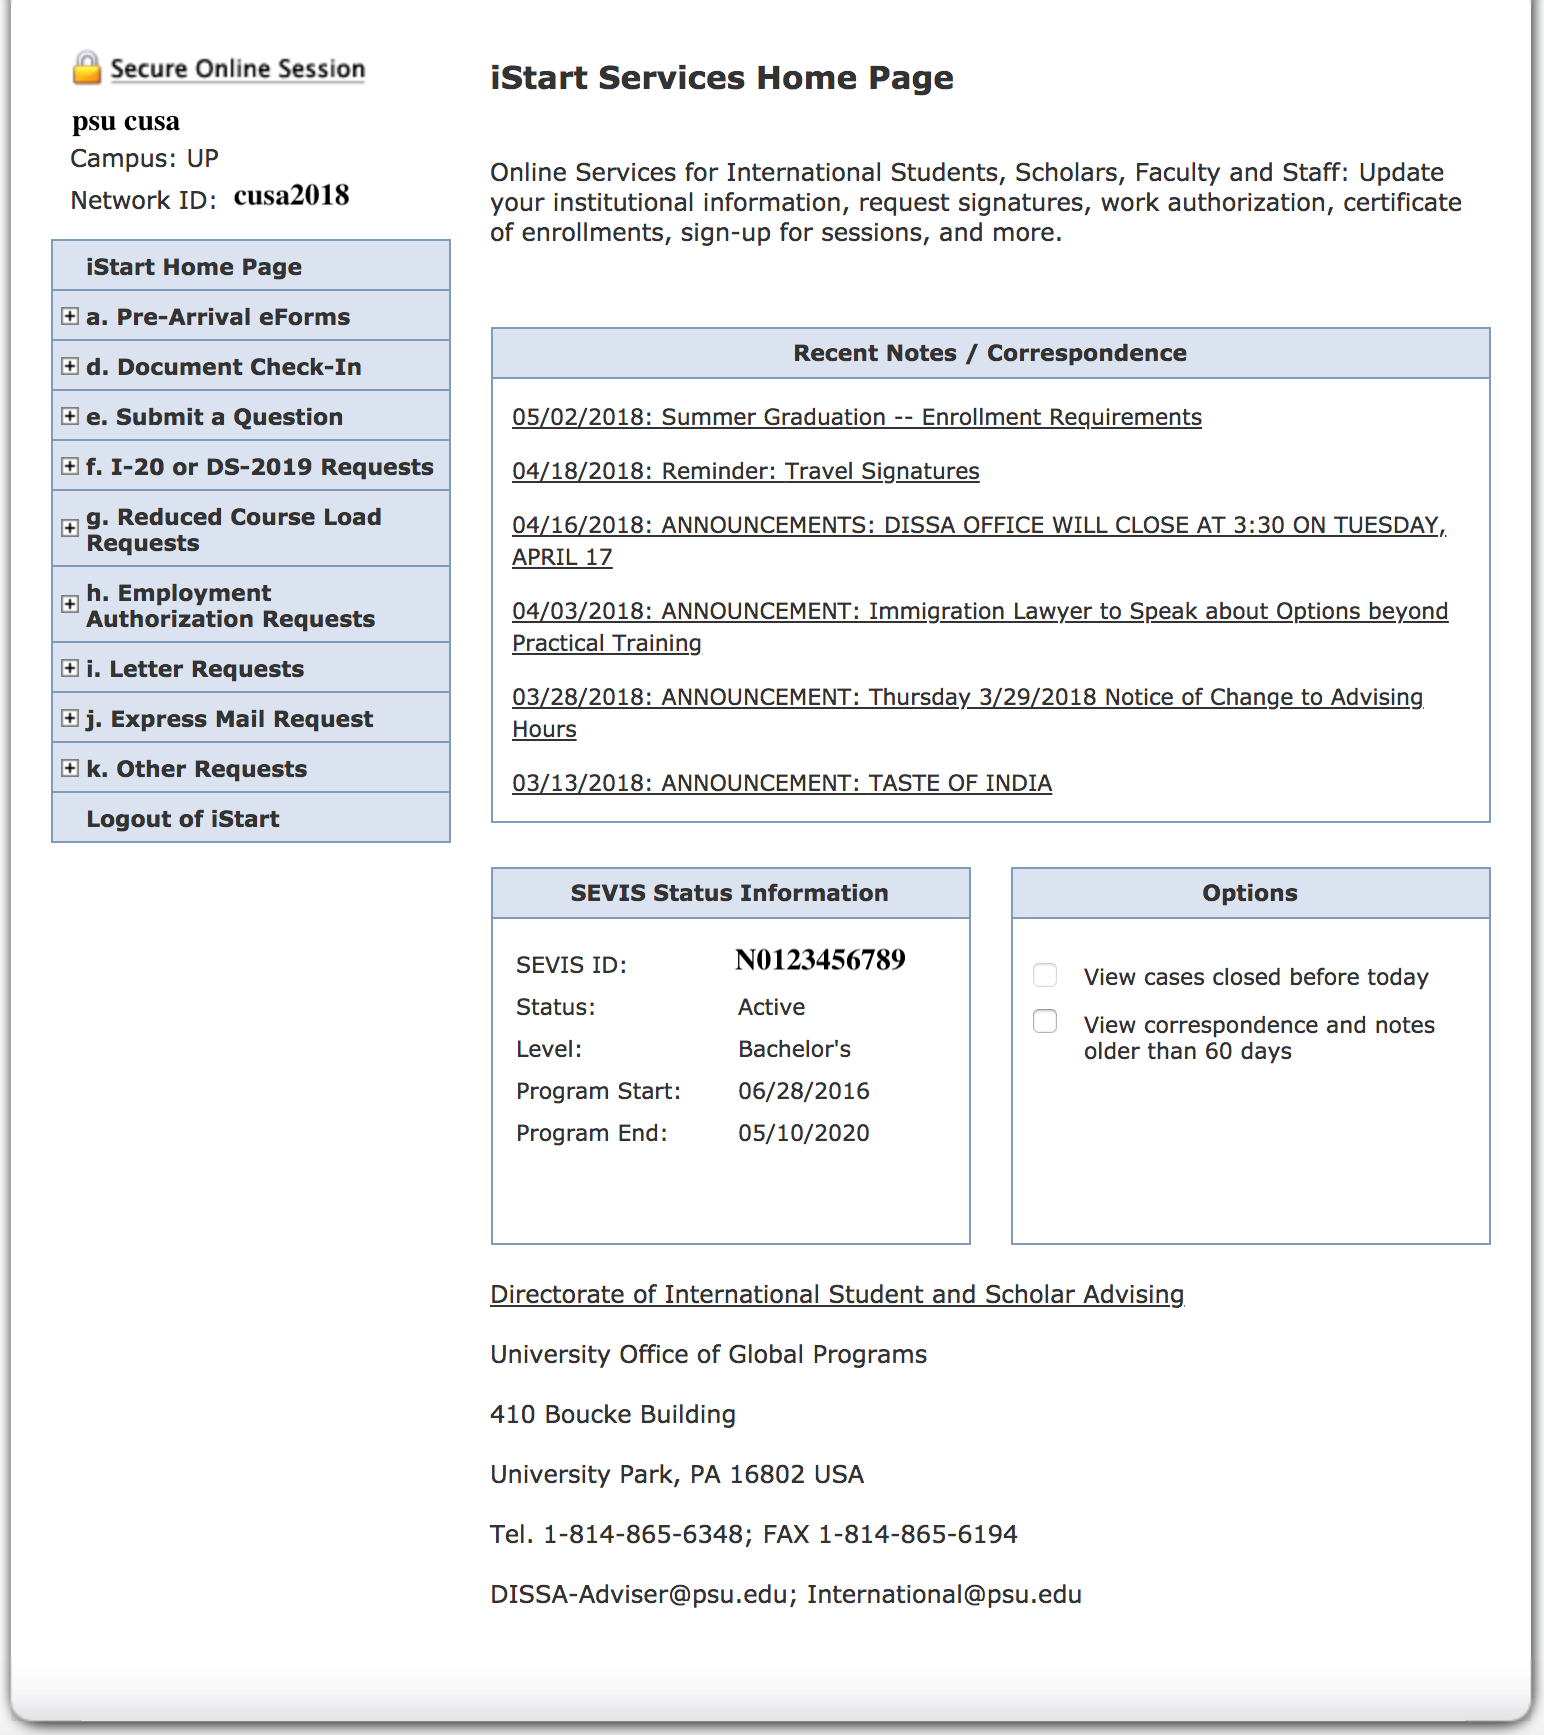 Secure Online Session
psu cusa
Campus: UP
Network ID: cusa2018
iStart Home Page
a. Pre-Arrival eForms
d. Document Check-In
e. Submit a Question
f. I-20 or DS-2019 Requests
g. Reduced Course Load
Requests
h. Employment
Authorization Requests
i. Letter Requests
j. Express Mail Request
k. Other Requests
Logout of iStart
iStart Services Home Page
Online Services for International Students, Scholars, Faculty and Staff: Update
your institutional information, request signatures, work authorization, certificate
of enrollments, sign-up for sessions, and more.
Recent Notes / Correspondence
05/02/2018: Summer Graduation -- Enrollment Requirements
04/18/2018: Reminder: Travel Signatures
04/16/2018: ANNOUNCEMENTS: DISSA OFFICE WILL CLOSE AT 3:30 ON TUESDAY,
APRIL 17
04/03/2018: ANNOUNCEMENT: Immigration Lawyer to Speak about Options beyond
Practical Training
03/28/2018: ANNOUNCEMENT: Thursday 3/29/2018 Notice of Change to Advising
Hours
03/13/2018: ANNOUNCEMENT: TASTE OF INDIA
SEVIS Status Information
SEVIS ID: N0123456789
Status: Active
Level: Bachelor's
Program Start: 06/28/2016
Program End: 05/10/2020
Options
View cases closed before today
View correspondence and notes
older than 60 days
Directorate of International Student and Scholar Advising
University Office of Global Programs
410 Boucke Building
University Park, PA 16802 USA
Tel. 1-814-865-6348; FAX 1-814-865-6194
DISSA-Adviser@psu.edu; International@psu.edu